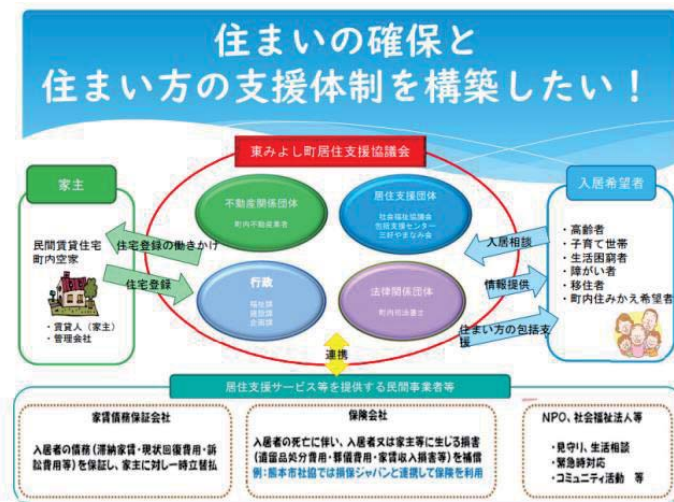 住まいの確保と
住まい方の支援体制を構築したい！
東みよし町居住支援協議会
家主
民間賃貸住宅
町内空家
・賃貸人（家主）
・管理会社
住宅登録の働きかけ
住宅登録
不動産関係団体
町内不動産業者
居住支援団体
社会福祉協議会
包括支援センター
三好やまなみ会
行政
福祉課
建設課
企画課
法律関係団体
町内司法書士
入居相談
情報提供
住まい方の包括支
援
入居希望者
・高齢者
・子育て世帯
・生活困窮者
・障がい者
・移住者
・町内住みかえ希望者
連携
居住支援サービス等を提供する民間事業者等
家賃債務保証会社
入居者の債務（滞納家賃・現状回復費用・訴
訟費用等）を保証し、家主に対し一時立替払
保険会社
入居者の死亡に伴い、入居者又は家主等に生じる損害
（遺留品処分費用・葬儀費用・家賃収入損害等）を補償
例：熊本市社協では損保ジャパンと連携して保険を利用
NPO、社会福祉法人等
・見守り、生活相談
・緊急時対応
・コミュニティ活動　等